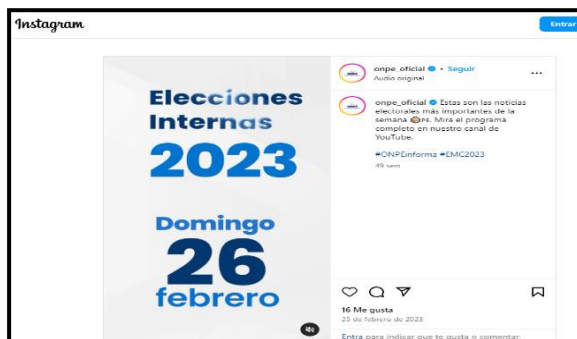 Instagram
Entrar
Elecciones
Internas
2023
Domingo
26
febrero
onpe_oficial • Seguir
Audio original
onpe_oficial Estas son las noticias
electorales más importantes de la
semana Mira el programa
completo en nuestro canal de
YouTube.
#ONPEinforma #EMC2023
49 sem
16 Me gusta
25 de febrero de 2023
Entra para indicar que te gusta o comentar.